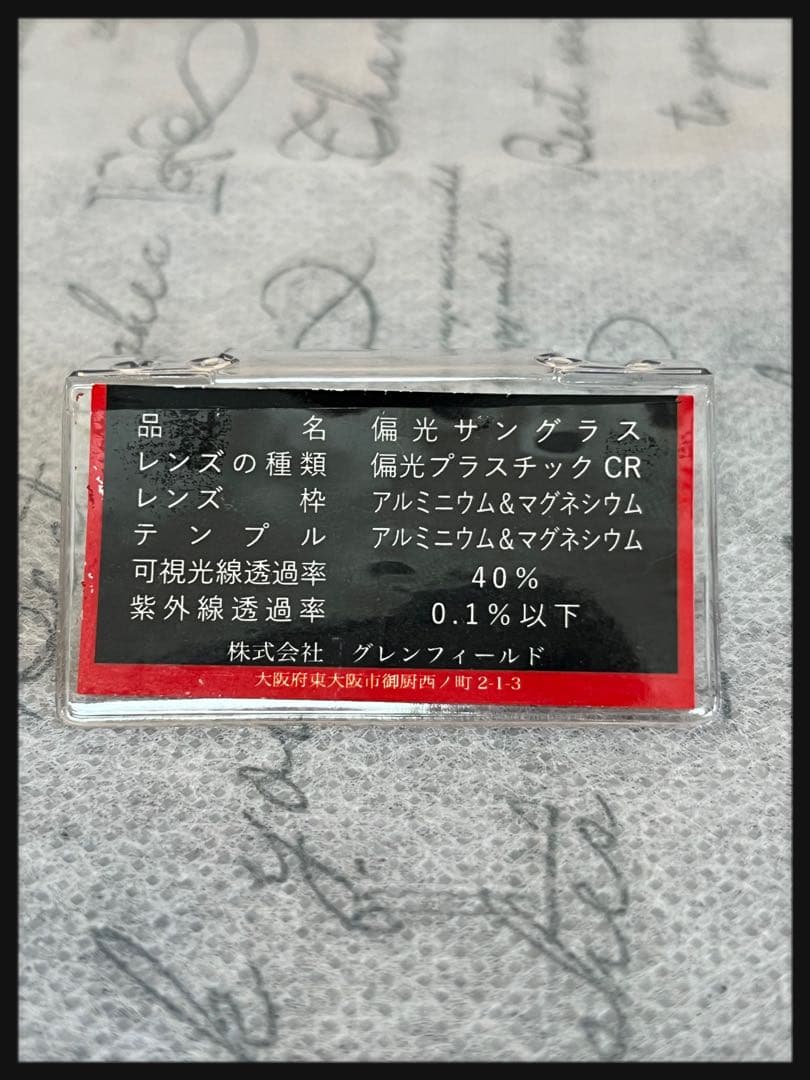 品名 偏光サングラス
レンズの種類 偏光プラスチックCR
レンズ枠 アルミニウム&マグネシウム
テンプル アルミニウム&マグネシウム
可視光線透過率 40%
紫外線透過率 0.1%以下
株式会社 グレンフィールド
大阪府東大阪市御厨西ノ町2-1-3